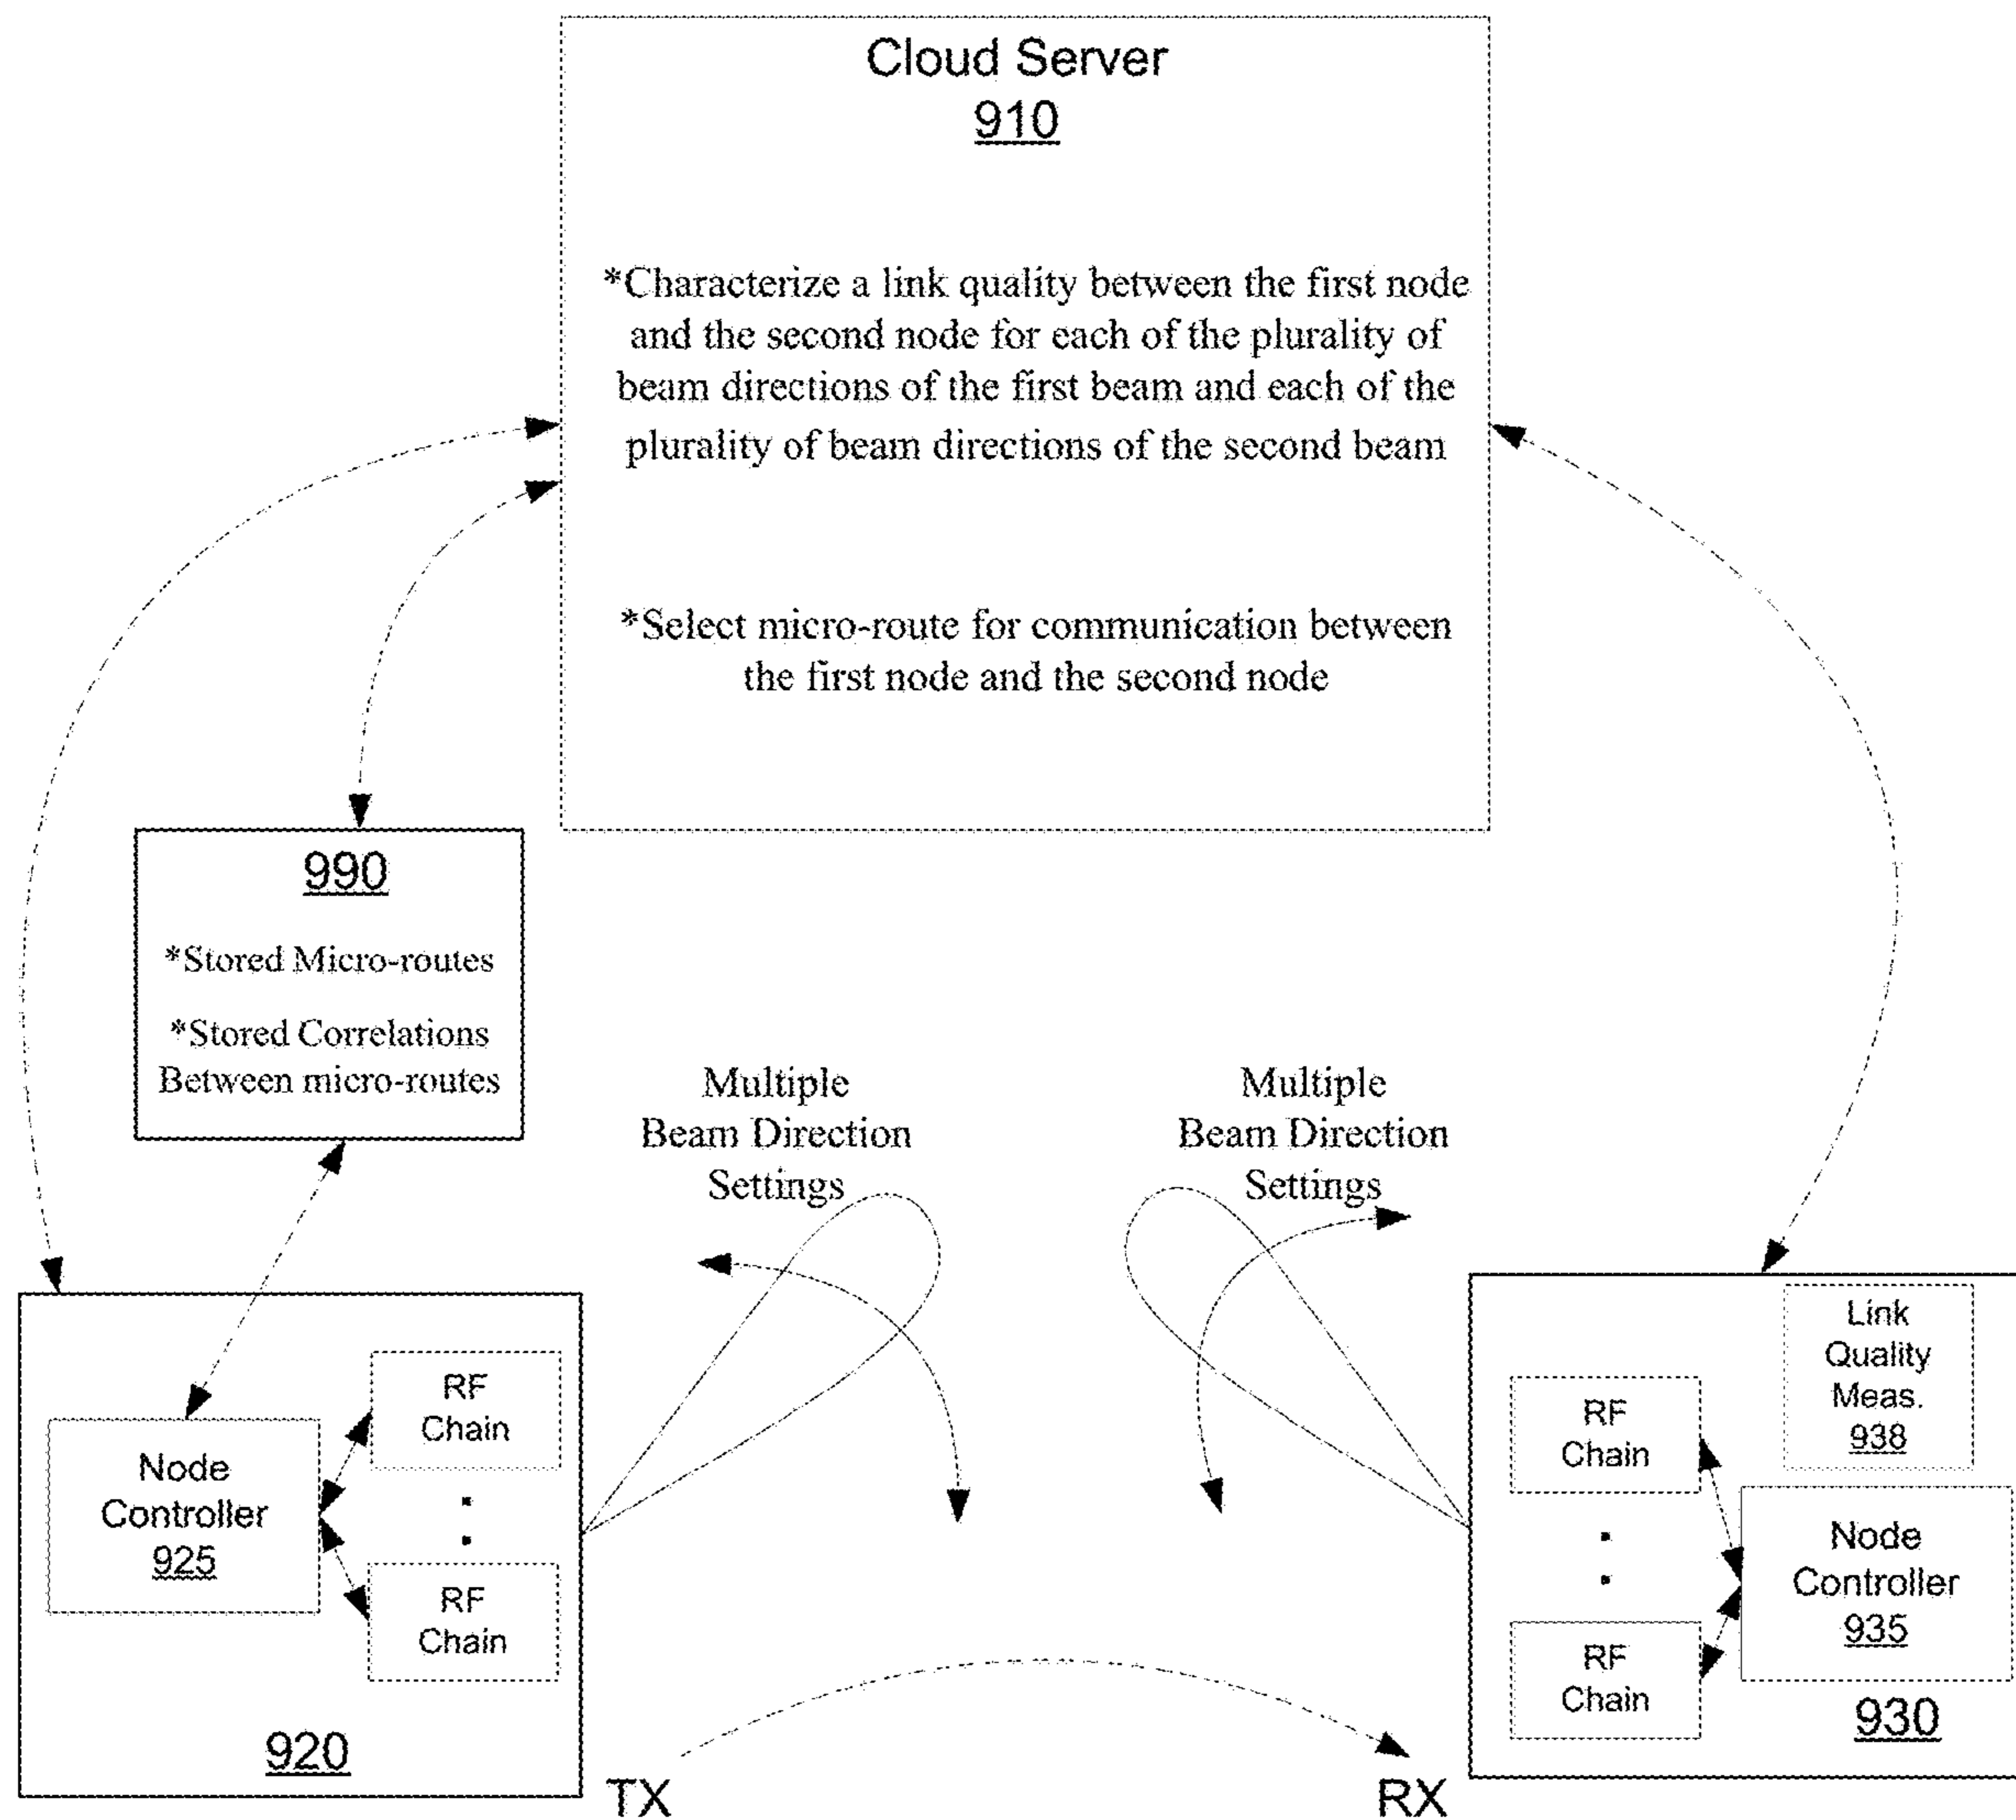 Cloud Server
910
*Characterize a link quality between the first node
and the second node for each of the plurality of
beam directions of the first beam and each of the
plurality of beam directions of the second beam
*Select micro-route for communication between
the first node and the second node
990
*Stored Micro-routes
*Stored Correlations
Between micro-routes
Multiple
Beam Direction
Settings
Multiple
Beam Direction
Settings
Node
Controller
925
RF
Chain
RF
Chain
920
TX
RX
RF
Chain
RF
Chain
Link
Quality
Meas.
938
Node
Controller
935
930